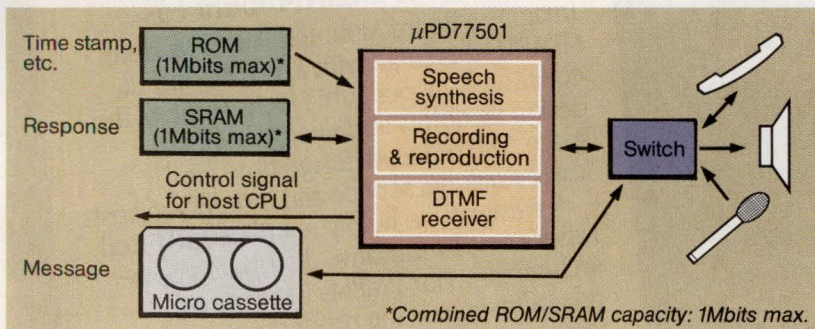 μPD77501
Time stamp,
etc.
ROM
(1Mbits max)*
Speech
synthesis
Response
SRAM
(1Mbits max)*
Recording
& reproduction
Switch
Control signal
for host CPU
DTMF
receiver
Message
Micro cassette
*Combined ROM/SRAM capacity: 1Mbits max.